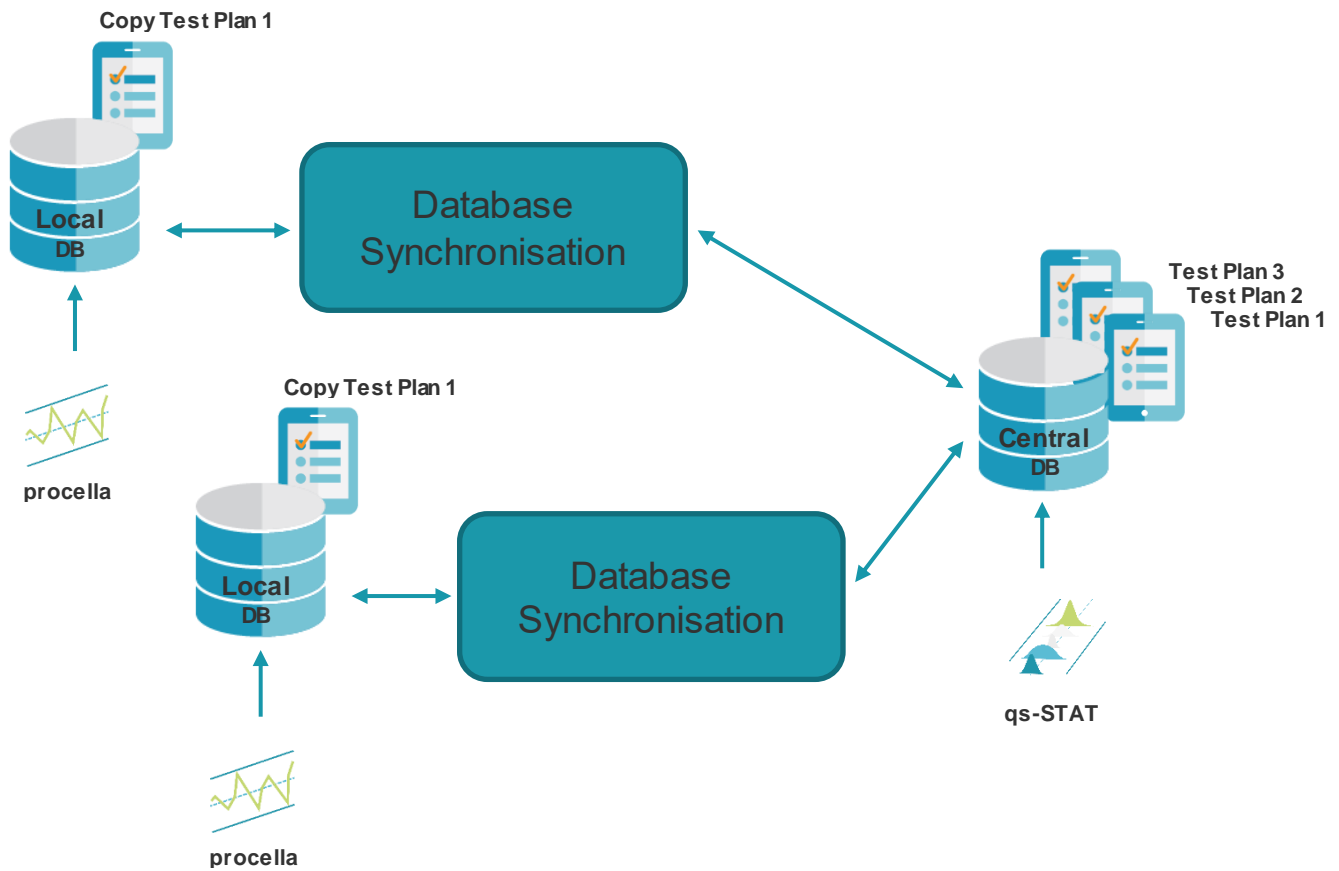 Copy Test Plan 1
Local
DB
procella
Database
Synchronisation
Copy Test Plan 1
Local
DB
procella
Database
Synchronisation
Test Plan 3
Test Plan 2
Test Plan 1
Central
DB
qs-STAT